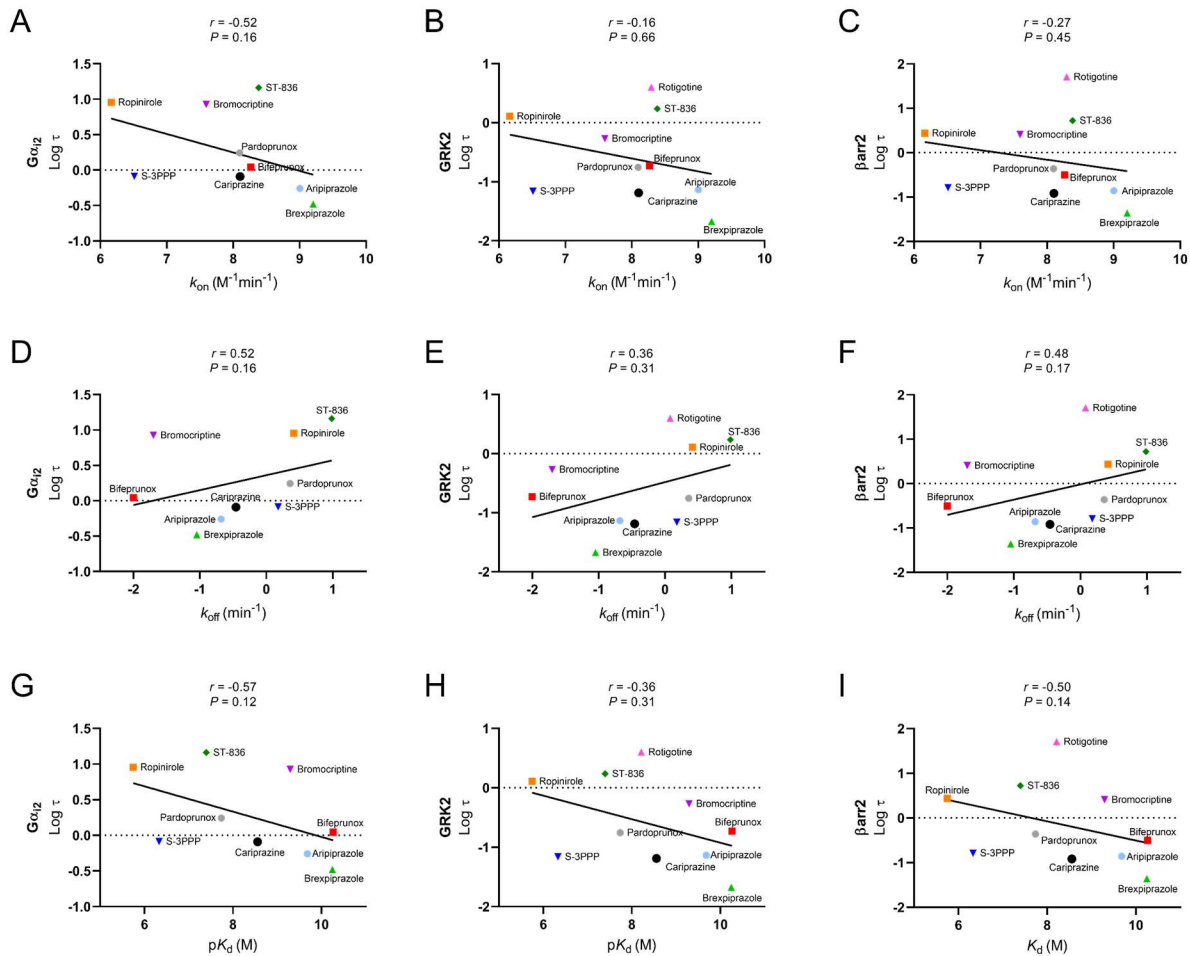 A
r = -0.52
P = 0.16
Gαi2
Log τ
1.5
1.0
0.5
0.0
-0.5
-1.0
6 7 8 9 10
kon (M⁻¹min⁻¹)
Ropinirole
Bromocriptine
ST-836
Pardoprunox
Bifeprunox
S-3PPP
Cariprazine
Aripiprazole
Brexpiprazole
B
r = -0.16
P = 0.66
GRK2
Log τ
1
0
-1
-2
6 7 8 9 10
kon (M⁻¹min⁻¹)
Rotigotine
ST-836
Ropinirole
Bromocriptine
Bifeprunox
Pardoprunox
Aripiprazole
S-3PPP
Cariprazine
Brexpiprazole
C
r = -0.27
P = 0.45
βarr2
Log τ
2
1
0
-1
-2
6 7 8 9 10
kon (M⁻¹min⁻¹)
Rotigotine
ST-836
Ropinirole
Bromocriptine
Pardoprunox
Bifeprunox
S-3PPP
Cariprazine
Aripiprazole
Brexpiprazole
D
r = 0.52
P = 0.16
Gαi2
Log τ
1.5
1.0
0.5
0.0
-0.5
-1.0
-2 -1 0 1
koff (min⁻¹)
ST-836
Bromocriptine
Ropinirole
Pardoprunox
Bifeprunox
Cariprazine
S-3PPP
Aripiprazole
Brexpiprazole
E
r = 0.36
P = 0.31
GRK2
Log τ
1
0
-1
-2
-2 -1 0 1
koff (min⁻¹)
Rotigotine
ST-836
Ropinirole
Bromocriptine
Bifeprunox
Pardoprunox
Aripiprazole
S-3PPP
Cariprazine
Brexpiprazole
F
r = 0.48
P = 0.17
βarr2
Log τ
2
1
0
-1
-2
-2 -1 0 1
koff (min⁻¹)
Rotigotine
ST-836
Bromocriptine
Ropinirole
Bifeprunox
Pardoprunox
Aripiprazole
S-3PPP
Cariprazine
Brexpiprazole
G
r = -0.57
P = 0.12
Gαi2
Log τ
1.5
1.0
0.5
0.0
-0.5
-1.0
6 8 10
pKd (M)
ST-836
Ropinirole
Bromocriptine
Pardoprunox
Bifeprunox
S-3PPP
Cariprazine
Aripiprazole
Brexpiprazole
H
r = -0.36
P = 0.31
GRK2
Log τ
1
0
-1
-2
6 8 10
pKd (M)
Rotigotine
ST-836
Ropinirole
Bromocriptine
Bifeprunox
Pardoprunox
S-3PPP
Aripiprazole
Cariprazine
Brexpiprazole
I
r = -0.50
P = 0.14
βarr2
Log τ
2
1
0
-1
-2
6 8 10
Kd (M)
Rotigotine
ST-836
Ropinirole
Bromocriptine
Bifeprunox
Pardoprunox
S-3PPP
Aripiprazole
Cariprazine
Brexpiprazole